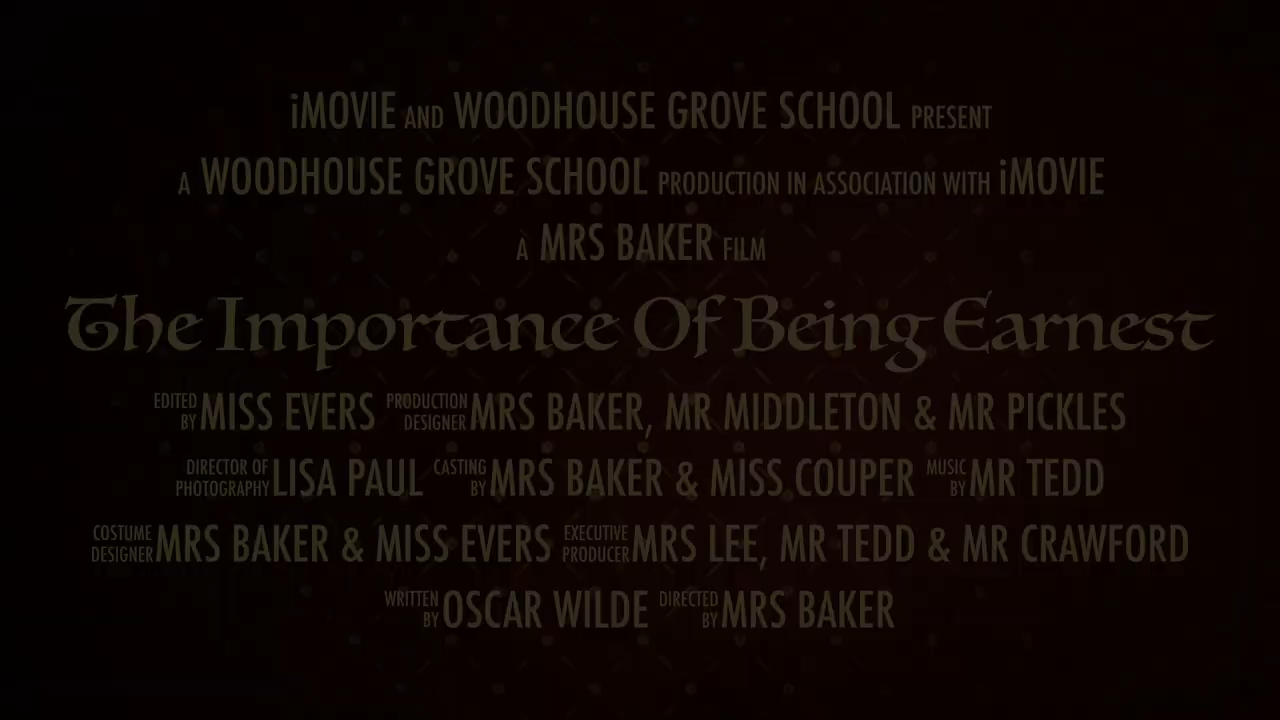 iMOVIE AND WOODHOUSE GROVE SCHOOL PRESENT
A WOODHOUSE GROVE SCHOOL PRODUCTION IN ASSOCIATION WITH iMOVIE
A MRS BAKER FILM
The Importance Of Being Earnest
EDITED BY MISS EVERS PRODUCTION DESIGNER MRS BAKER, MR MIDDLETON & MR PICKLES
DIRECTOR OF PHOTOGRAPHY LISA PAUL CASTING BY MRS BAKER & MISS COUPER MUSIC BY MR TEDD
COSTUME DESIGNER MRS BAKER & MISS EVERS EXECUTIVE PRODUCER MRS LEE, MR TEDD & MR CRAWFORD
WRITTEN BY OSCAR WILDE DIRECTED BY MRS BAKER